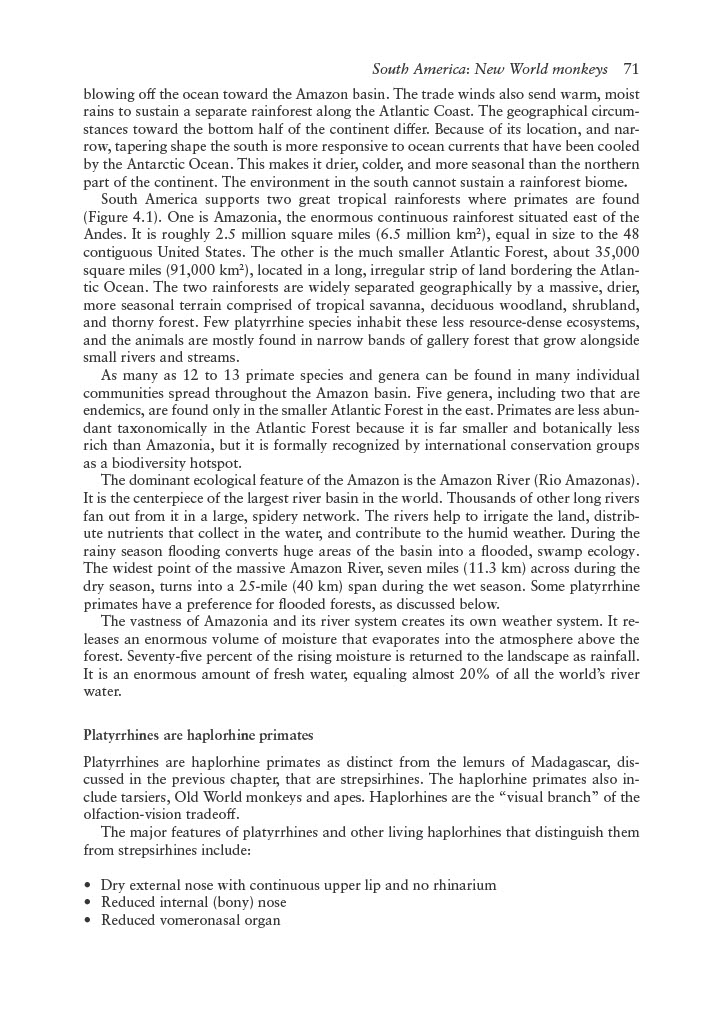 South America: New World monkeys 71
blowing off the ocean toward the Amazon basin. The trade winds also send warm, moist
rains to sustain a separate rainforest along the Atlantic Coast. The geographical circum-
stances toward the bottom half of the continent differ. Because of its location, and nar-
row, tapering shape the south is more responsive to ocean currents that have been cooled
by the Antarctic Ocean. This makes it drier, colder, and more seasonal than the northern
part of the continent. The environment in the south cannot sustain a rainforest biome.
South America supports two great tropical rainforests where primates are found
(Figure 4.1). One is Amazonia, the enormous continuous rainforest situated east of the
Andes. It is roughly 2.5 million square miles (6.5 million km²), equal in size to the 48
contiguous United States. The other is the much smaller Atlantic Forest, about 35,000
square miles (91,000 km²), located in a long, irregular strip of land bordering the Atlan-
tic Ocean. The two rainforests are widely separated geographically by a massive, drier,
more seasonal terrain comprised of tropical savanna, deciduous woodland, shrubland,
and thorny forest. Few platyrrhine species inhabit these less resource-dense ecosystems,
and the animals are mostly found in narrow bands of gallery forest that grow alongside
small rivers and streams.
As many as 12 to 13 primate species and genera can be found in many individual
communities spread throughout the Amazon basin. Five genera, including two that are
endemics, are found only in the smaller Atlantic Forest in the east. Primates are less abun-
dant taxonomically in the Atlantic Forest because it is far smaller and botanically less
rich than Amazonia, but it is formally recognized by international conservation groups
as a biodiversity hotspot.
The dominant ecological feature of the Amazon is the Amazon River (Rio Amazonas).
It is the centerpiece of the largest river basin in the world. Thousands of other long rivers
fan out from it in a large, spidery network. The rivers help to irrigate the land, distrib-
ute nutrients that collect in the water, and contribute to the humid weather. During the
rainy season flooding converts huge areas of the basin into a flooded, swamp ecology.
The widest point of the massive Amazon River, seven miles (11.3 km) across during the
dry season, turns into a 25-mile (40 km) span during the wet season. Some platyrrhine
primates have a preference for flooded forests, as discussed below.
The vastness of Amazonia and its river system creates its own weather system. It re-
leases an enormous volume of moisture that evaporates into the atmosphere above the
forest. Seventy-five percent of the rising moisture is returned to the landscape as rainfall.
It is an enormous amount of fresh water, equaling almost 20% of all the world's river
water.
Platyrrhines are haplorhine primates
Platyrrhines are haplorhine primates as distinct from the lemurs of Madagascar, dis-
cussed in the previous chapter, that are strepsirhines. The haplorhine primates also in-
clude tarsiers, Old World monkeys and apes. Haplorhines are the "visual branch" of the
olfaction-vision tradeoff.
The major features of platyrrhines and other living haplorhines that distinguish them
from strepsirhines include:
• Dry external nose with continuous upper lip and no rhinarium
• Reduced internal (bony) nose
• Reduced vomeronasal organ